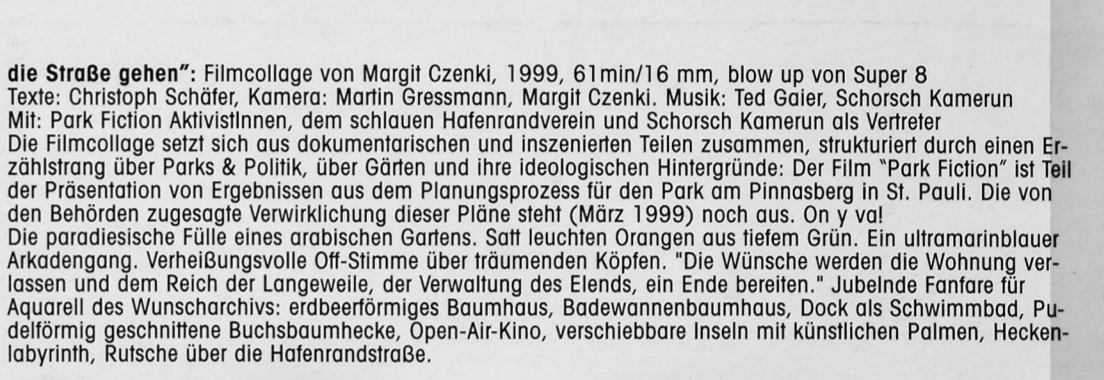 die Straße gehen": Filmcollage von Margit Czenki, 1999, 61min/16 mm, blow up von Super 8
Texte: Christoph Schäfer, Kamera: Martin Gressmann, Margit Czenki. Musik: Ted Gaier, Schorsch Kamerun
Mit: Park Fiction AktivistInnen, dem schlauen Hafenrandverein und Schorsch Kamerun als Vertreter
Die Filmcollage setzt sich aus dokumentarischen und inszenierten Teilen zusammen, strukturiert durch einen Er-
zählstrang über Parks & Politik, über Gärten und ihre ideologischen Hintergründe: Der Film "Park Fiction" ist Teil
der Präsentation von Ergebnissen aus dem Planungsprozess für den Park am Pinnasberg in St. Pauli. Die von
den Behörden zugesagte Verwirklichung dieser Pläne steht (März 1999) noch aus. On y va!
Die paradiesische Fülle eines arabischen Gartens. Satt leuchten Orangen aus tiefem Grün. Ein ultramarinblauer
Arkadengang. Verheißungsvolle Off-Stimme über träumenden Köpfen. "Die Wünsche werden die Wohnung ver-
lassen und dem Reich der Langeweile, der Verwaltung des Elends, ein Ende bereiten." Jubelnde Fanfare für
Aquarell des Wunscharchivs: erdbeerförmiges Baumhaus, Badewannenbaumhaus, Dock als Schwimmbad, Pu-
delförmig geschnittene Buchsbaumhecke, Open-Air-Kino, verschiebbare Inseln mit künstlichen Palmen, Hecken-
labyrinth, Rutsche über die Hafenrandstraße.